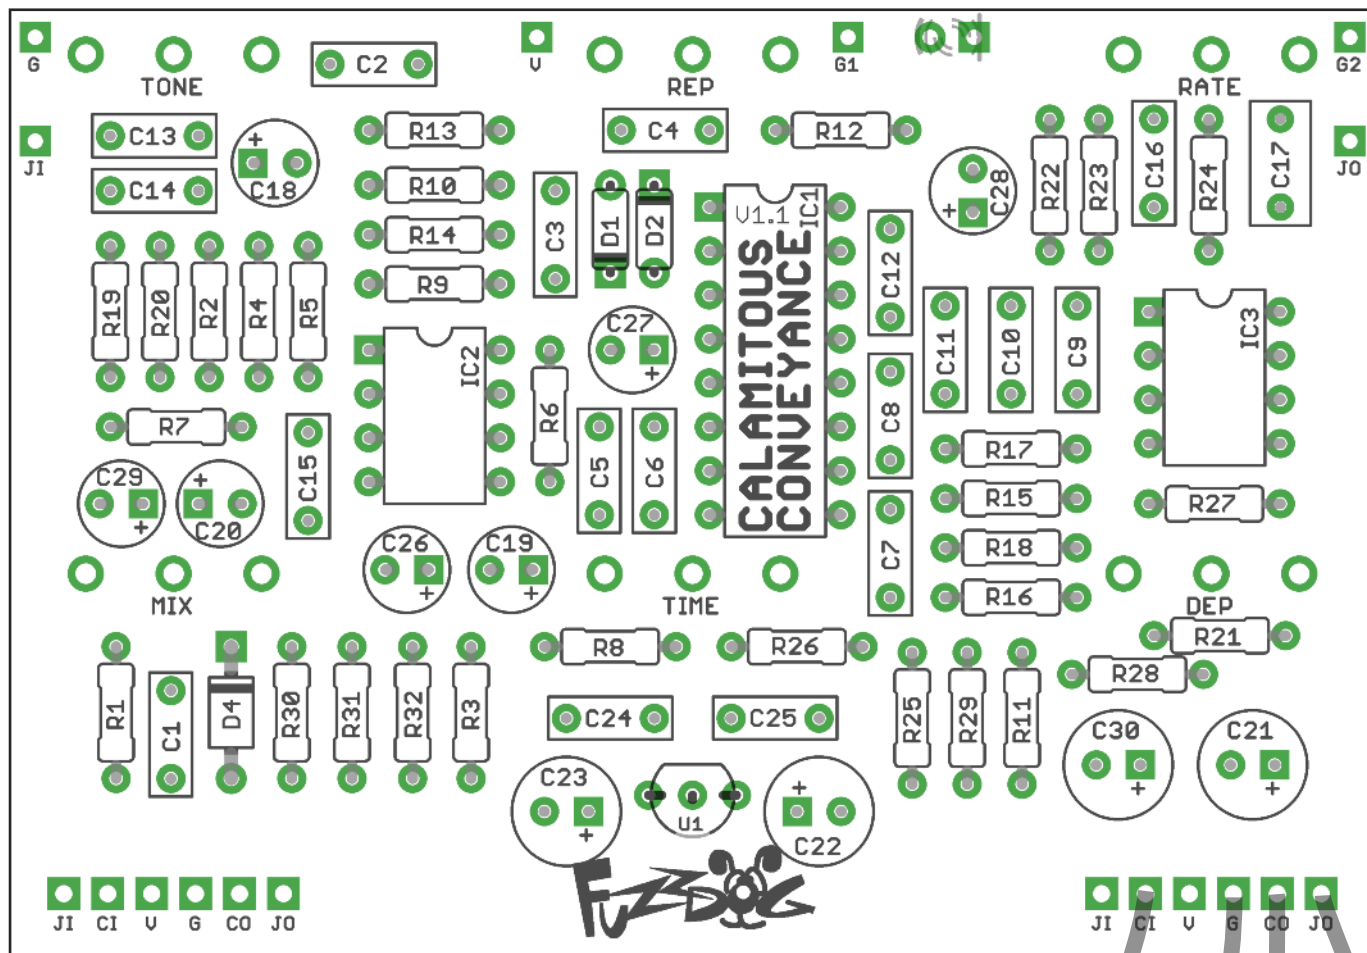 G
TONE
C2
V
REP
G1
RATE
G2
JI
C13
C18
R13
C4
R12
C28
R22
R23
C16
R24
C17
JO
C14
R10
C3
D1
D2
V1.1
IC1
R14
C12
R9
R19
R20
R2
R4
R5
IC2
C27
CALAMITOUS
CONVEYANCE
C11
C10
C9
IC3
R7
C15
R6
C5
C6
C8
R17
C29
C20
R15
R27
C26
C19
C7
R18
R16
MIX
TIME
DEP
R8
R26
R21
R28
R1
C1
D4
R30
R31
R32
R3
C24
C25
R25
R29
R11
C30
C21
C23
U1
C22
FUZZDOG
JI CI V G CO JO
JI CI V G CO JO